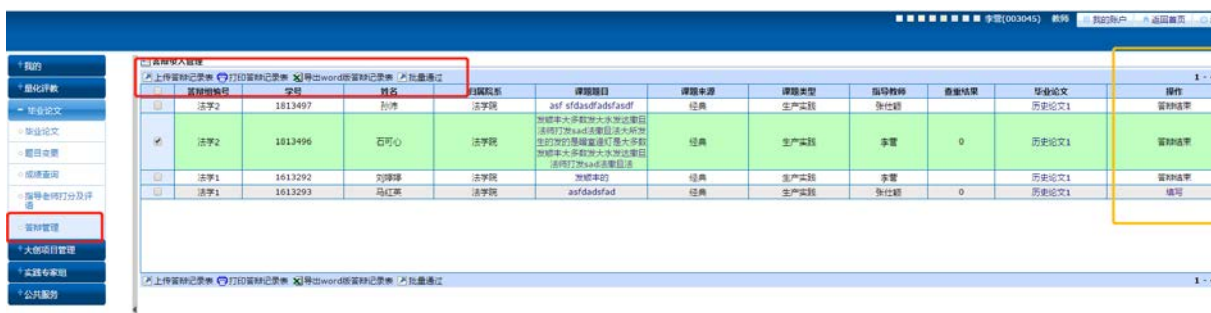 李雪(003045) 教师 我的账户 返回首页
我的
答辩录入管理
上传答辩记录表 打印答辩记录表 导出word版答辩记录表 批量通过
1 -
量化评教
答辩组编号 学号 姓名 归属院系 课题题目 课题来源 课题类型 指导教师 查重结果 毕业论文 操作
毕业论文
法学2 1813497 孙沛 法学院 asf sfdasdfadsfasdf 经典 生产实践 张仕颖 历史论文1 答辩结果
毕业论文
题目变更
法学2 1813496 石可心 法学院 经典 生产实践 李雪 0 历史论文1 答辩结果
成绩查询
法学1 1613292 刘婷婷 法学院 发顺丰的 经典 生产实践 李雪 历史论文1 答辩结果
指导老师打分及评语
法学1 1613293 马红英 法学院 asfdadsfad 经典 生产实践 张仕颖 0 历史论文1 填写
答辩管理
大创项目管理
实践专家组
上传答辩记录表 打印答辩记录表 导出word版答辩记录表 批量通过
1 -
公共服务